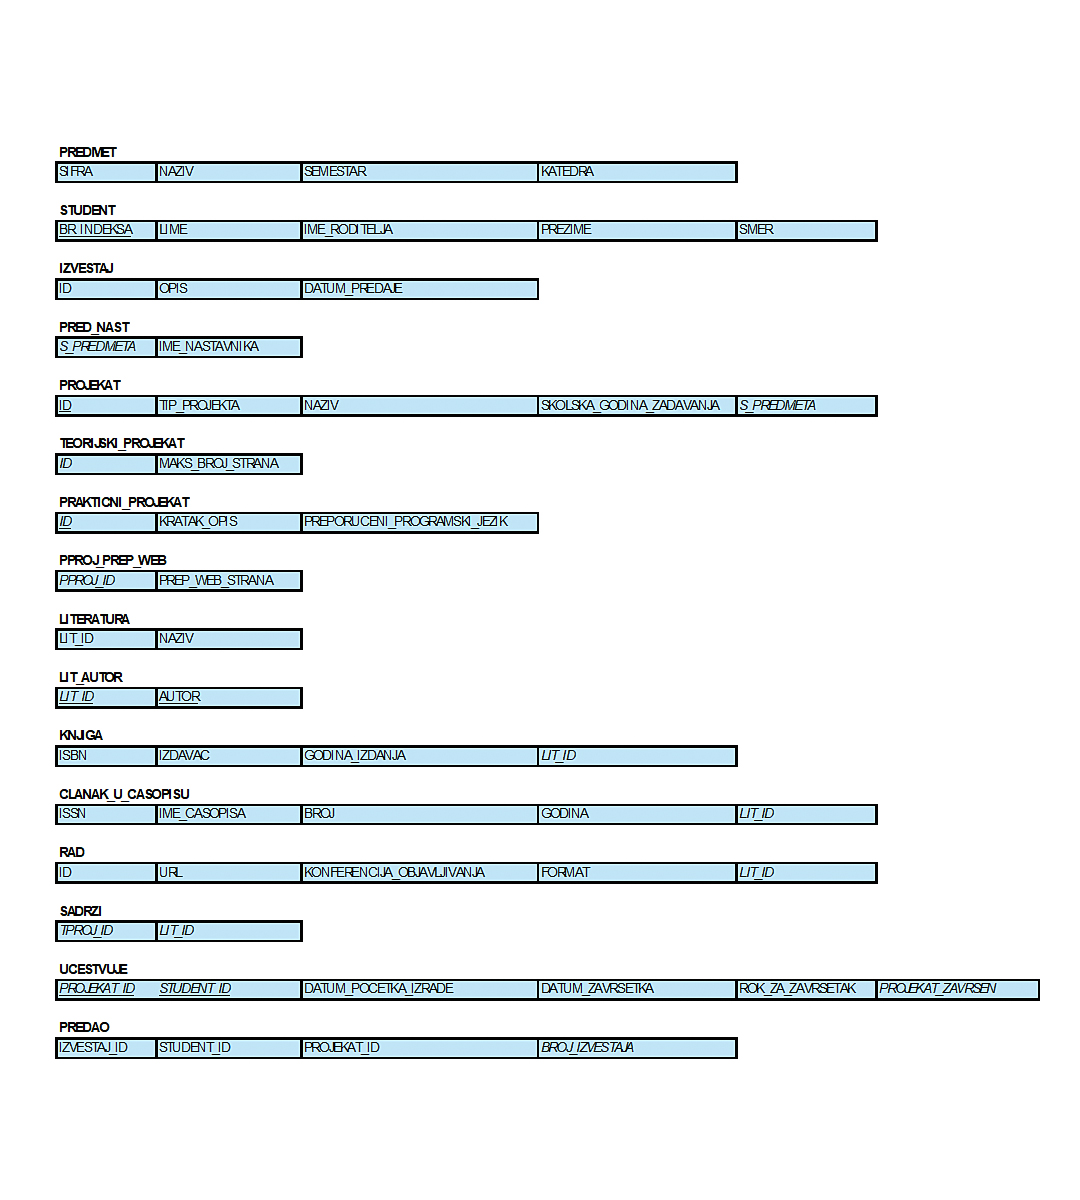 PREDMET
SIFRA NAZIV SEMESTAR KATEDRA
STUDENT
BR_INDEKSA LIME IME_RODITELJA PREZIME SMER
IZVESTAJ
ID OPIS DATUM_PREDAJE
PRED_NAST
S_PREDMETA IME_NASTAVNIKA
PROJEKAT
ID TIP_PROJEKTA NAZIV SKOLSKA_GODINA_ZADAVANJA S_PREDMETA
TEORIJSKI_PROJEKAT
ID MAKS_BROJ_STRANA
PRAKTICNI_PROJEKAT
ID KRATAK_OPIS PREPORUCENI_PROGRAMSKI_JEZIK
PPROJ_PREP_WEB
PPROJ_ID PREP_WEB_STRANA
LITERATURA
LIT_ID NAZIV
LIT_AUTOR
LIT_ID AUTOR
KNJIGA
ISBN IZDAVAC GODINA_IZDANJA LIT_ID
CLANAK_U_CASOPISU
ISSN IME_CASOPISA BROJ GODINA LIT_ID
RAD
ID URL KONFERENCIJA_OBJAVLJIVANJA FORMAT LIT_ID
SADRZI
TPROJ_ID LIT_ID
UCESTVUJE
PROJEKAT_ID STUDENT_ID DATUM_POCETKA_IZRADE DATUM_ZAVRSETKA ROK_ZA_ZAVRSETAK PROJEKAT_ZAVRSEN
PREDAO
IZVESTAJ_ID STUDENT_ID PROJEKAT_ID BROJ_IZVESTAJA